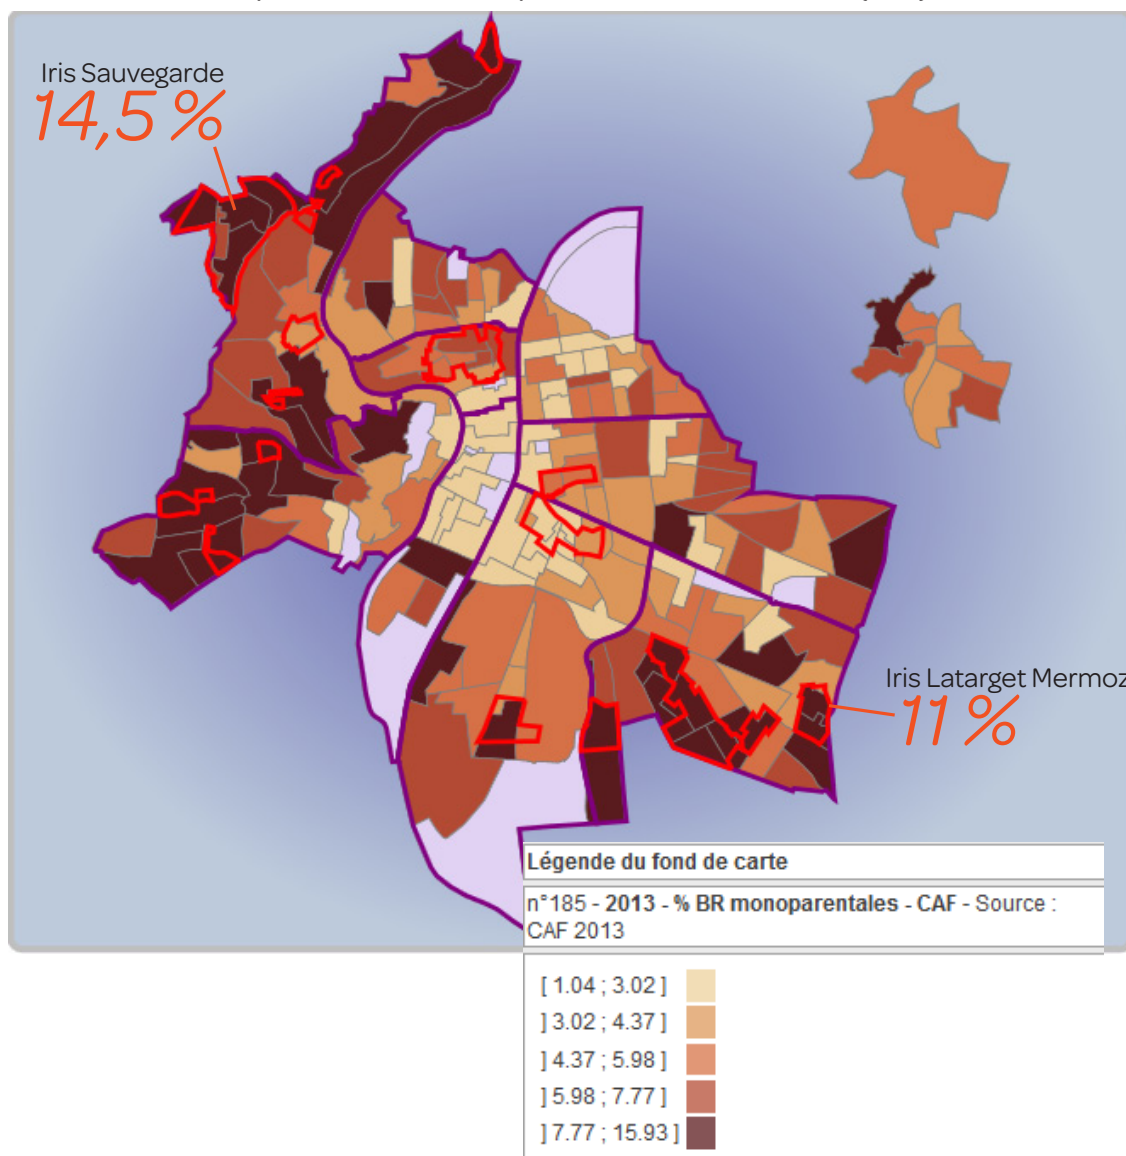 Iris Sauvegarde
14,5 %
Iris Latarget Mermoz
11 %
Légende du fond de carte
n°185 - 2013 - % BR monoparentales - CAF - Source :
CAF 2013
[ 1.04 ; 3.02 ]
] 3.02 ; 4.37 ]
] 4.37 ; 5.98 ]
] 5.98 ; 7.77 ]
] 7.77 ; 15.93 ]